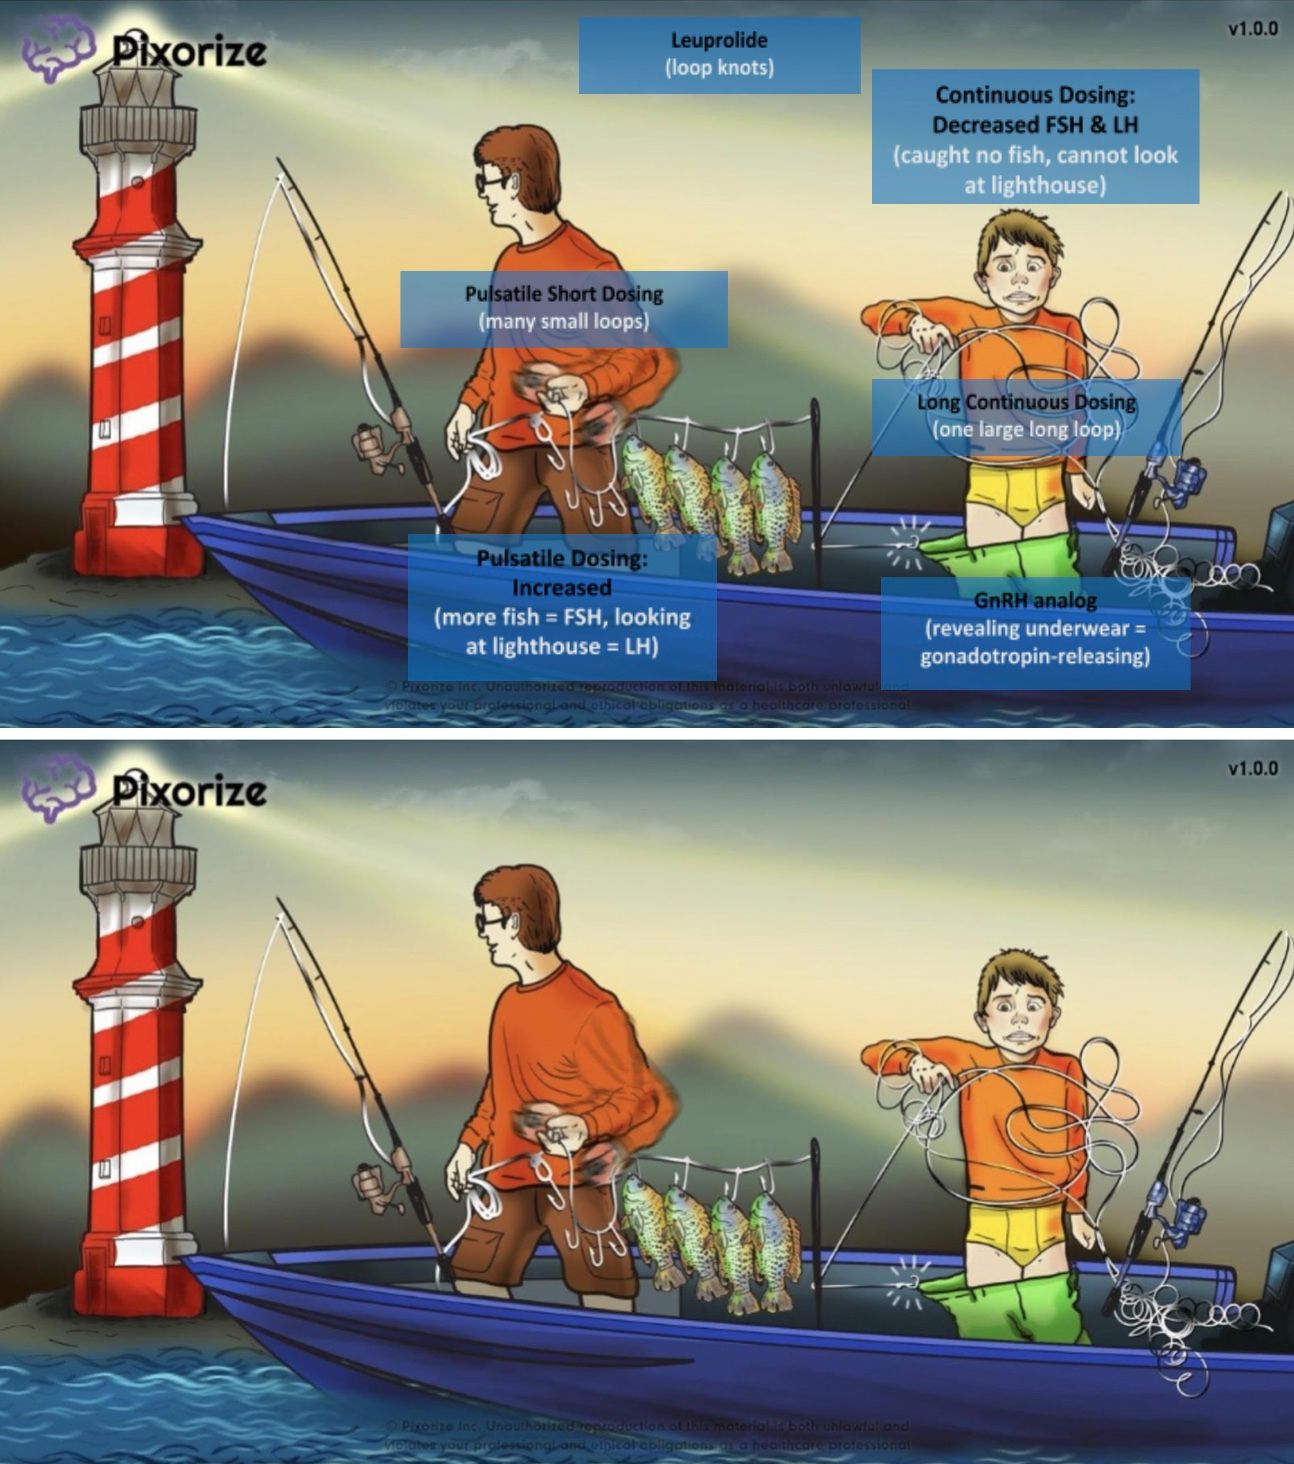 Pixorize
v1.0.0
Leuprolide
(loop knots)
Continuous Dosing:
Decreased FSH & LH
(caught no fish, cannot look
at lighthouse)
Pulsatile Short Dosing
(many small loops)
Long Continuous Dosing
(one large long loop)
Pulsatile Dosing:
Increased
(more fish = FSH, looking
at lighthouse = LH)
GnRH analog
(revealing underwear =
gonadotropin-releasing)
© Pixorize Inc. Unauthorized reproduction of this material is both unlawful and
violates your professional and ethical obligations as a healthcare professional
Pixorize
v1.0.0
© Pixorize Inc. Unauthorized reproduction of this material is both unlawful and
violates your professional and ethical obligations as a healthcare professional